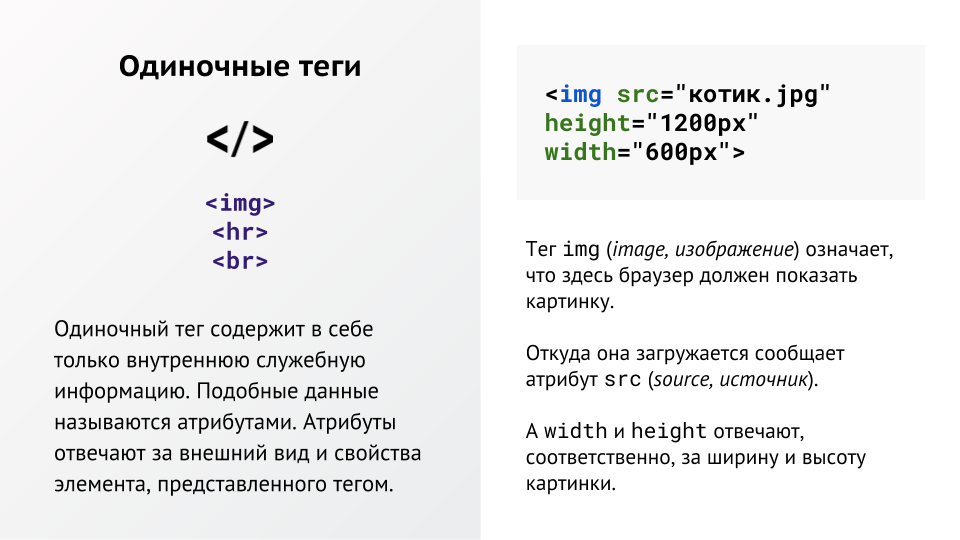 Одиночные теги
</>
<img>
<hr>
<br>
Одиночный тег содержит в себе
только внутреннюю служебную
информацию. Подобные данные
называются атрибутами. Атрибуты
отвечают за внешний вид и свойства
элемента, представленного тегом.
<img src="котик.jpg"
height="1200px"
width="600px">
Тег img (image, изображение) означает,
что здесь браузер должен показать
картинку.
Откуда она загружается сообщает
атрибут src (source, источник).
А width и height отвечают,
соответственно, за ширину и высоту
картинки.